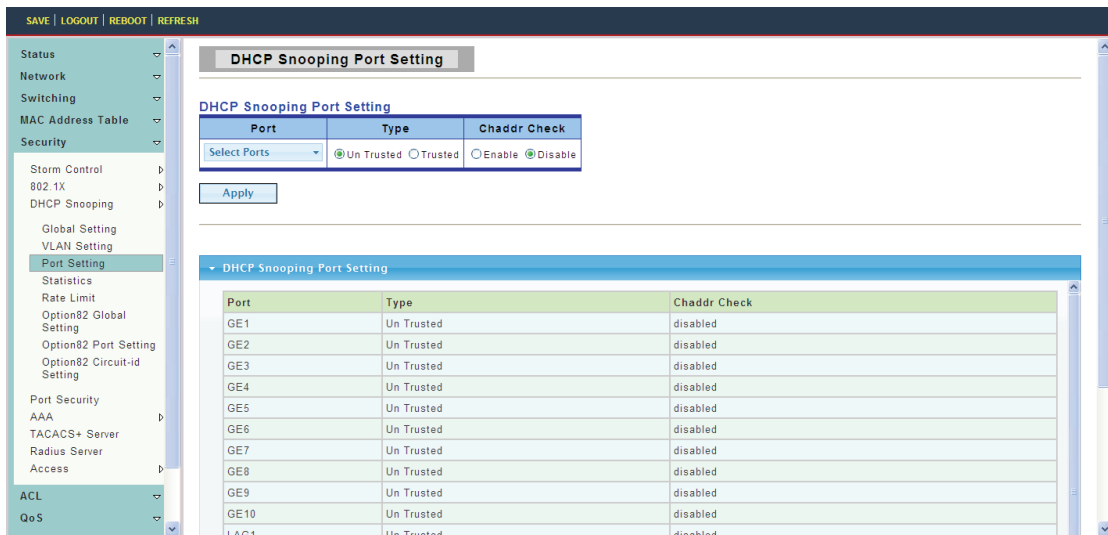 SAVE | LOGOUT | REBOOT | REFRESH
Status
Network
Switching
MAC Address Table
Security
Storm Control
802.1X
DHCP Snooping
Global Setting
VLAN Setting
Port Setting
Statistics
Rate Limit
Option82 Global
Setting
Option82 Port Setting
Option82 Circuit-id
Setting
Port Security
AAA
TACACS+ Server
Radius Server
Access
ACL
QoS
DHCP Snooping Port Setting
DHCP Snooping Port Setting
Port Type Chaddr Check
Select Ports Un Trusted Trusted Enable Disable
Apply
DHCP Snooping Port Setting
Port Type Chaddr Check
GE1 Un Trusted disabled
GE2 Un Trusted disabled
GE3 Un Trusted disabled
GE4 Un Trusted disabled
GE5 Un Trusted disabled
GE6 Un Trusted disabled
GE7 Un Trusted disabled
GE8 Un Trusted disabled
GE9 Un Trusted disabled
GE10 Un Trusted disabled
LAG1 Un Trusted disabled